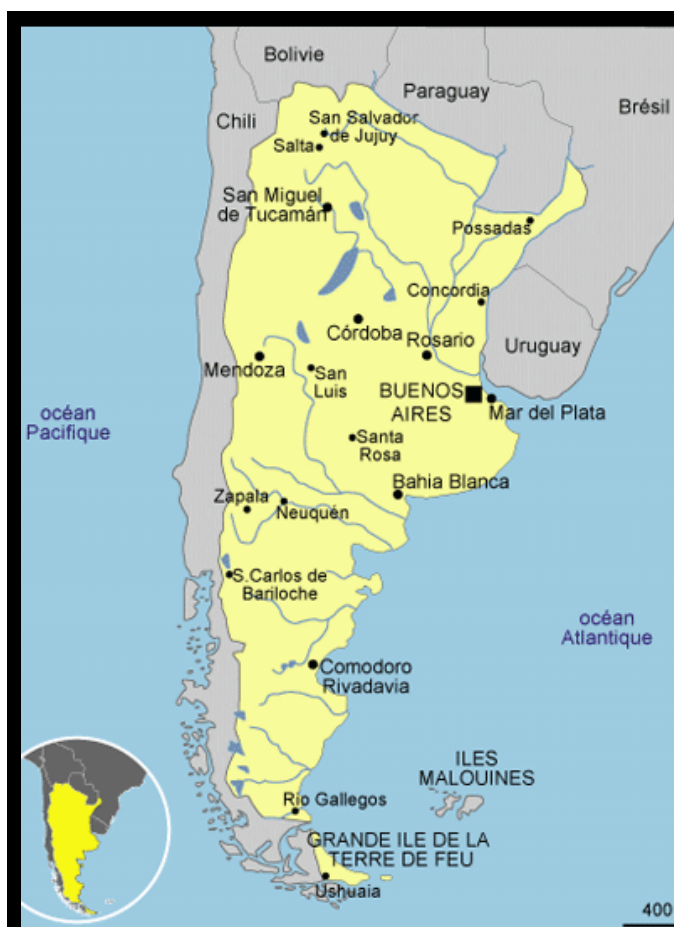 Bolivie
Paraguay
Brésil
Chili
San Salvador
de Jujuy
Salta
San Miguel
de Tucamán
Possadas
Concordia
Córdoba
Rosario
Uruguay
Mendoza
San
Luis
BUENOS
AIRES
Mar del Plata
océan
Pacifique
Santa
Rosa
Bahia Blanca
Zapala
Neuquén
S.Carlos de
Bariloche
océan
Atlantique
Comodoro
Rivadavia
ILES
MALOUINES
Rio Gallegos
GRANDE ILE DE LA
TERRE DE FEU
Ushuaia
400